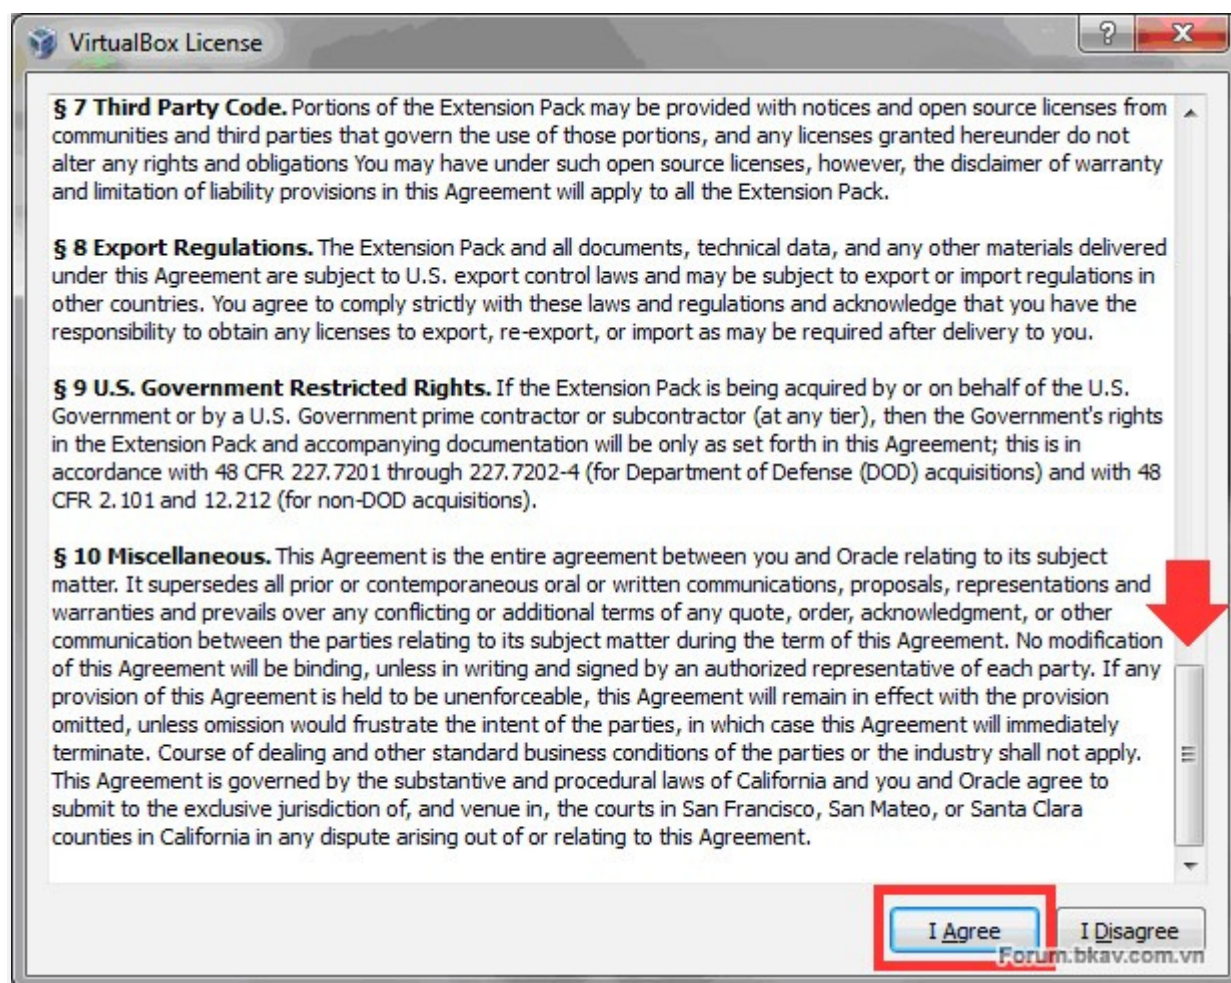 VirtualBox License
§ 7 Third Party Code. Portions of the Extension Pack may be provided with notices and open source licenses from
communities and third parties that govern the use of those portions, and any licenses granted hereunder do not
alter any rights and obligations You may have under such open source licenses, however, the disclaimer of warranty
and limitation of liability provisions in this Agreement will apply to all the Extension Pack.
§ 8 Export Regulations. The Extension Pack and all documents, technical data, and any other materials delivered
under this Agreement are subject to U.S. export control laws and may be subject to export or import regulations in
other countries. You agree to comply strictly with these laws and regulations and acknowledge that you have the
responsibility to obtain any licenses to export, re-export, or import as may be required after delivery to you.
§ 9 U.S. Government Restricted Rights. If the Extension Pack is being acquired by or on behalf of the U.S.
Government or by a U.S. Government prime contractor or subcontractor (at any tier), then the Government's rights
in the Extension Pack and accompanying documentation will be only as set forth in this Agreement; this is in
accordance with 48 CFR 227.7201 through 227.7202-4 (for Department of Defense (DOD) acquisitions) and with 48
CFR 2.101 and 12.212 (for non-DOD acquisitions).
§ 10 Miscellaneous. This Agreement is the entire agreement between you and Oracle relating to its subject
matter. It supersedes all prior or contemporaneous oral or written communications, proposals, representations and
warranties and prevails over any conflicting or additional terms of any quote, order, acknowledgment, or other
communication between the parties relating to its subject matter during the term of this Agreement. No modification
of this Agreement will be binding, unless in writing and signed by an authorized representative of each party. If any
provision of this Agreement is held to be unenforceable, this Agreement will remain in effect with the provision
omitted, unless omission would frustrate the intent of the parties, in which case this Agreement will immediately
terminate. Course of dealing and other standard business conditions of the parties or the industry shall not apply.
This Agreement is governed by the substantive and procedural laws of California and you and Oracle agree to
submit to the exclusive jurisdiction of, and venue in, the courts in San Francisco, San Mateo, or Santa Clara
counties in California in any dispute arising out of or relating to this Agreement.
I Agree I Disagree
Forum.bkav.com.vn